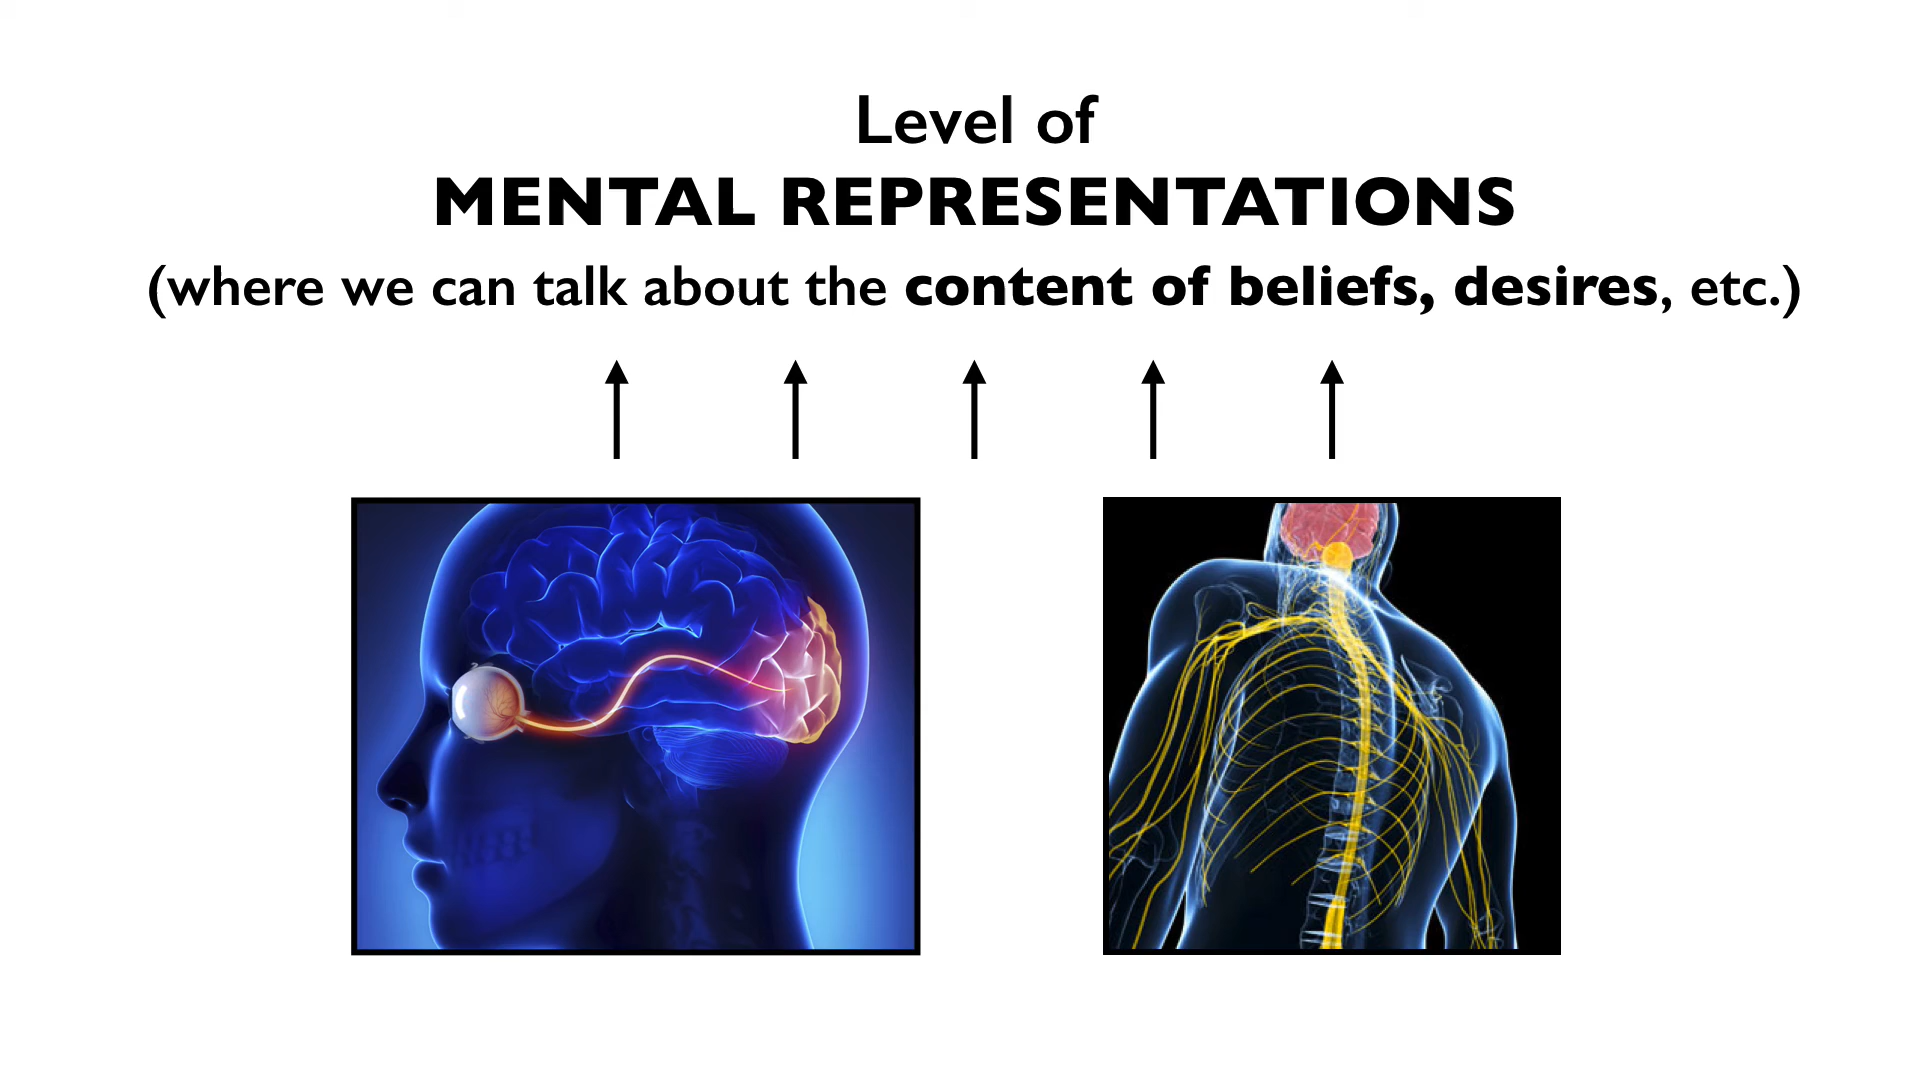 Level of
MENTAL REPRESENTATIONS
(where we can talk about the content of beliefs, desires, etc.)